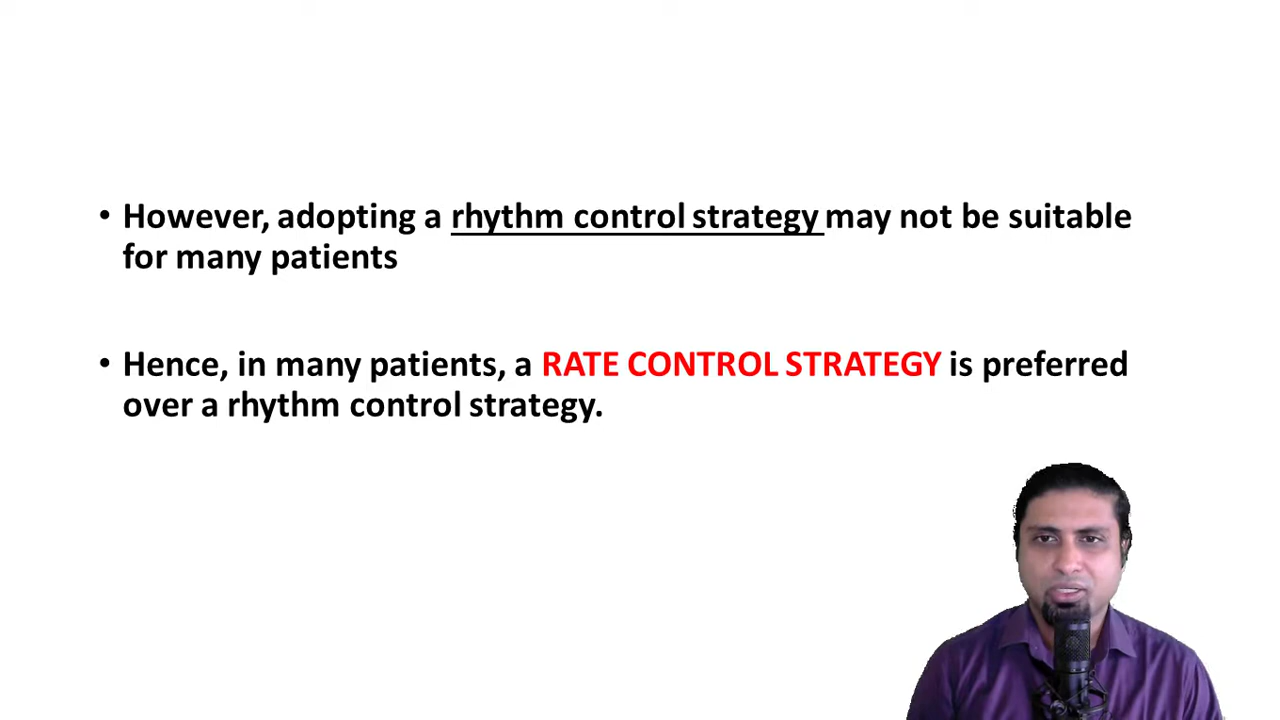 • However, adopting a rhythm control strategy may not be suitable
for many patients
• Hence, in many patients, a RATE CONTROL STRATEGY is preferred
over a rhythm control strategy.